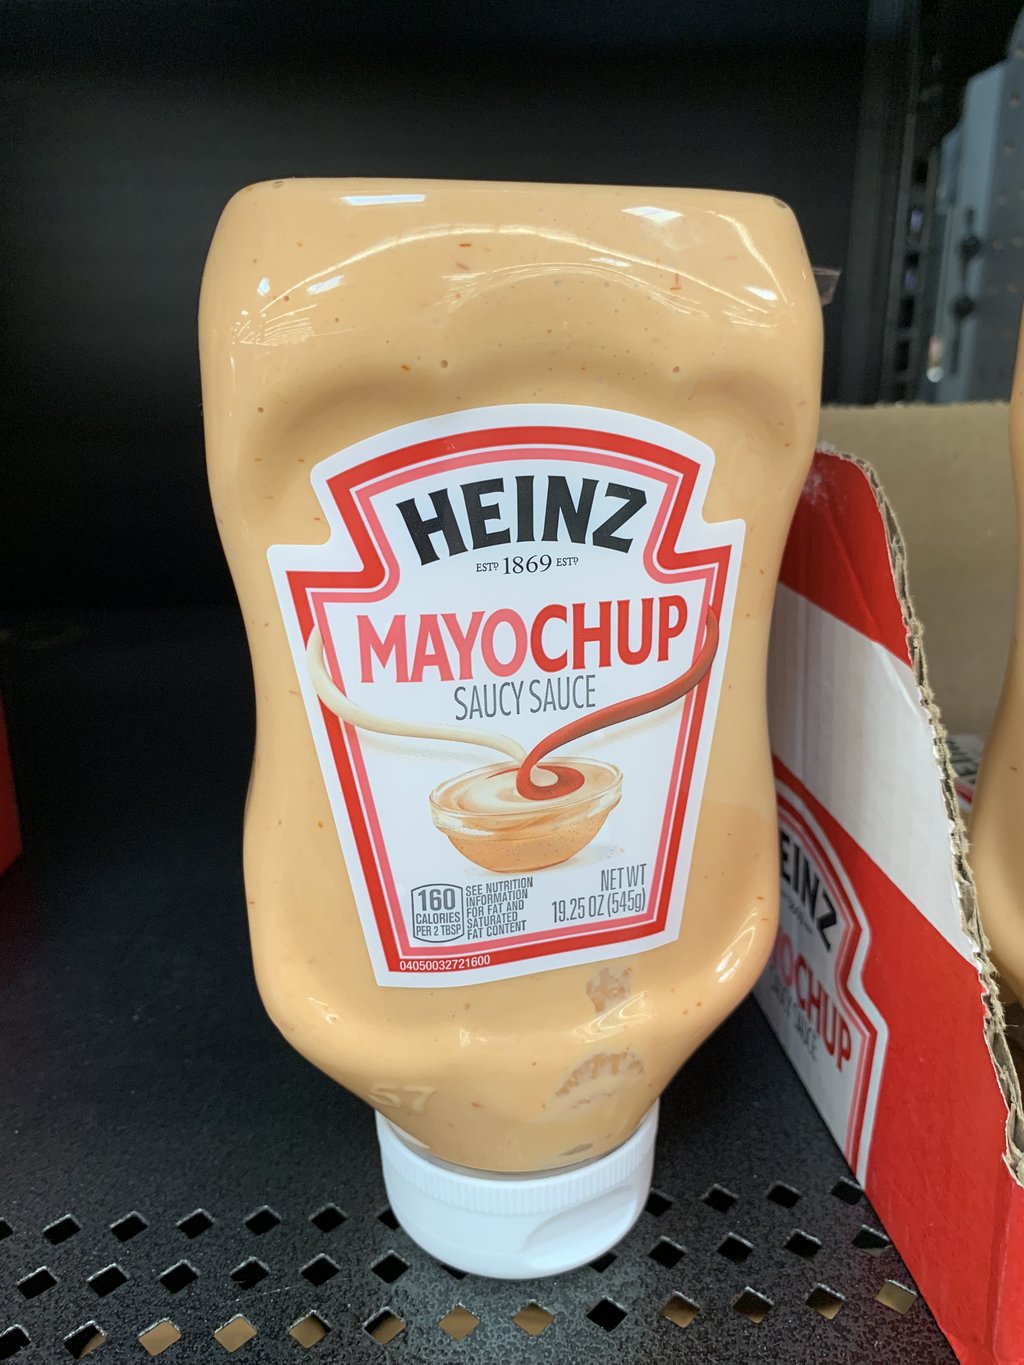 HEINZ
ESTD 1869 ESTD
MAYOCHUP
SAUCY SAUCE
160
CALORIES
PER 2 TBSP
SEE NUTRITION
INFORMATION
FOR FAT AND
SATURATED
FAT CONTENT
NET WT
19.25 OZ (545g)
04050032721600
57
EINZ
OCHUP